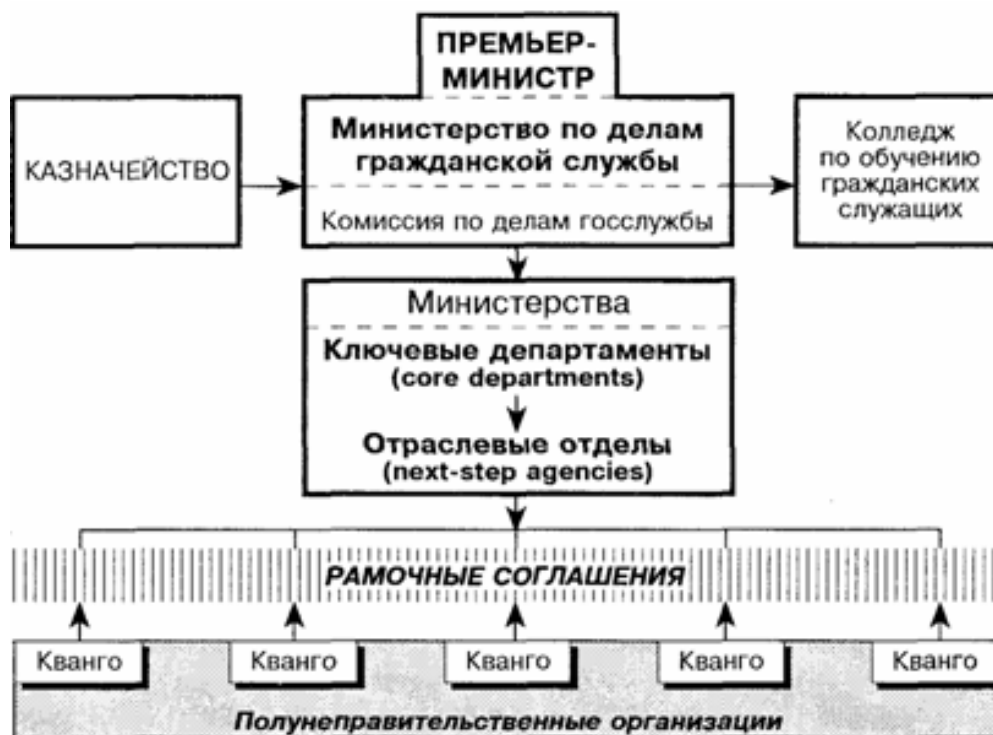 ПРЕМЬЕР-
МИНИСТР
КАЗНАЧЕЙСТВО
Министерство по делам
гражданской службы
Комиссия по делам госслужбы
Колледж
по обучению
гражданских
служащих
Министерства
Ключевые департаменты
(core departments)
Отраслевые отделы
(next-step agencies)
РАМОЧНЫЕ СОГЛАШЕНИЯ
Кванго
Кванго
Кванго
Кванго
Кванго
Полунеправительственные организации